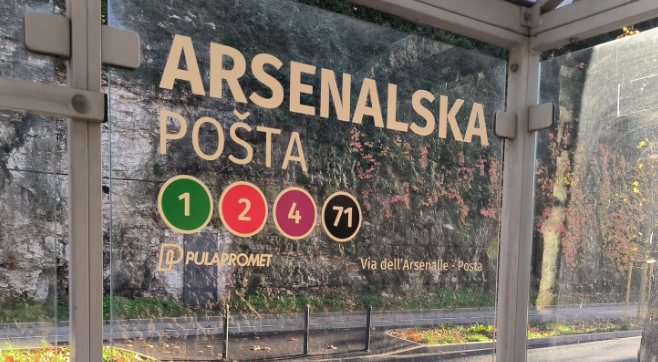 ARSENALSKA
POŠTA
1 2 4 71
PULAPROMET
Via dell'Arsenale - Posta